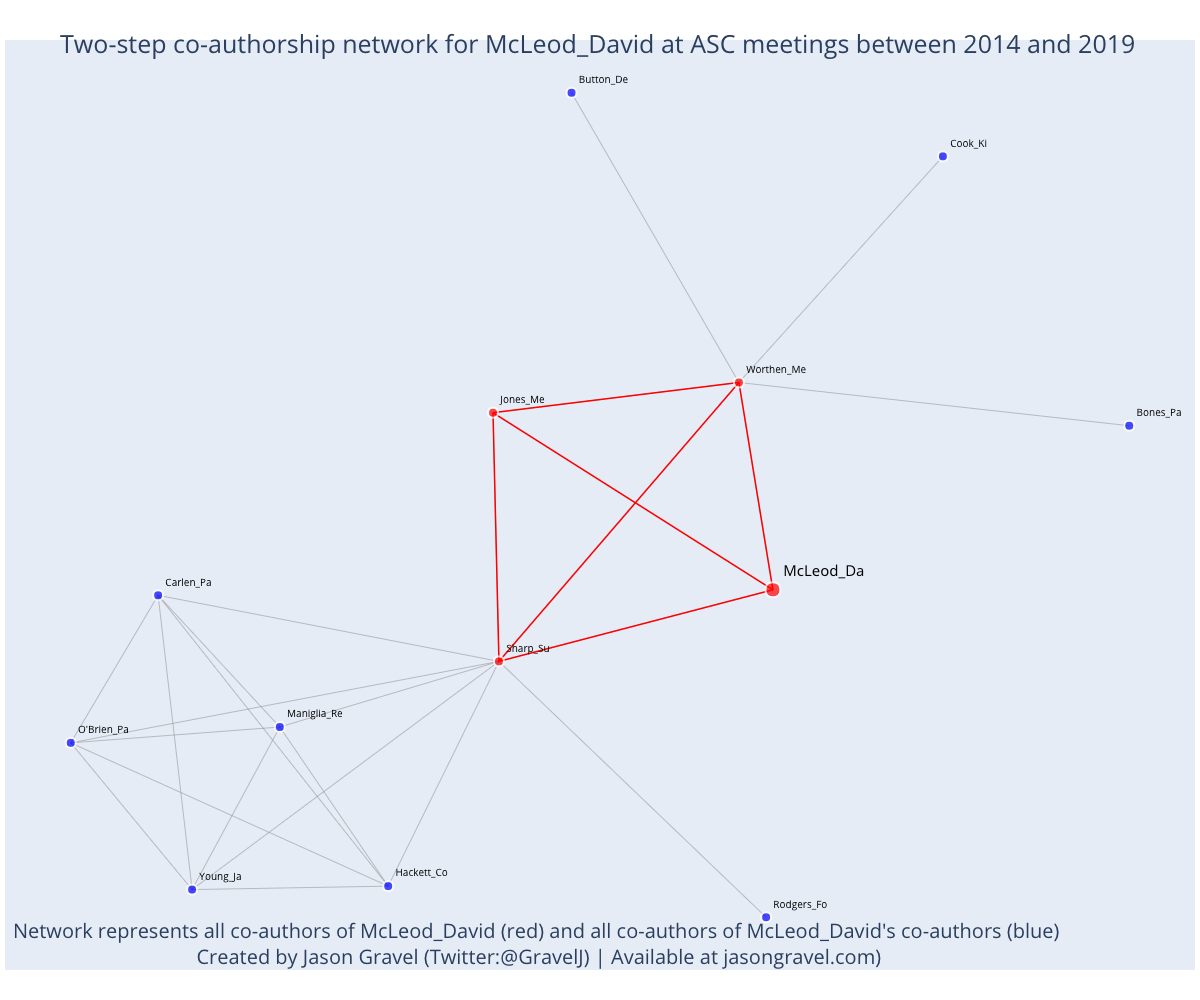 Two-step co-authorship network for McLeod_David at ASC meetings between 2014 and 2019
Button_De
Cook_Ki
Worthen_Me
Jones_Me
Bones_Pa
McLeod_Da
Carlen_Pa
Sharp_Su
Maniglia_Re
O'Brien_Pa
Hackett_Co
Young_Ja
Rodgers_Fo
Network represents all co-authors of McLeod_David (red) and all co-authors of McLeod_David's co-authors (blue)
Created by Jason Gravel (Twitter:@GravelJ) | Available at jasongravel.com)